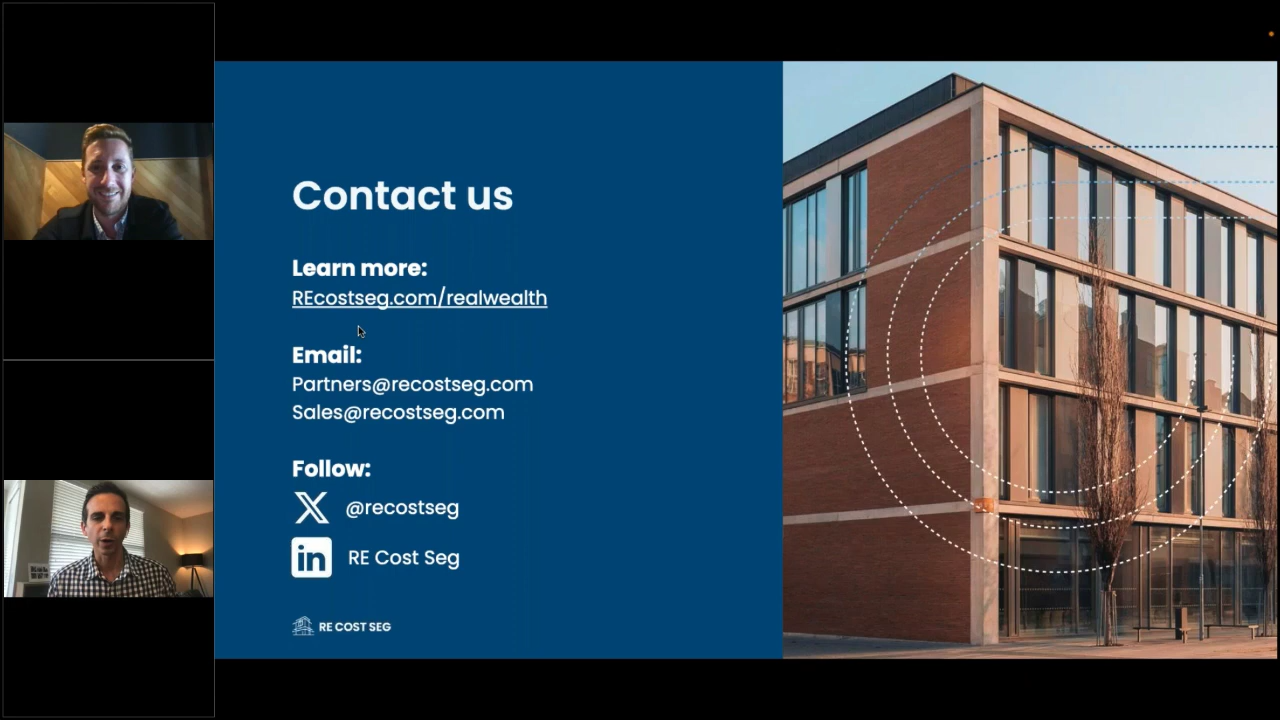 Contact us
Learn more:
REcostseg.com/realwealth
Email:
Partners@recostseg.com
Sales@recostseg.com
Follow:
@recostseg
in RE Cost Seg
RE COST SEG